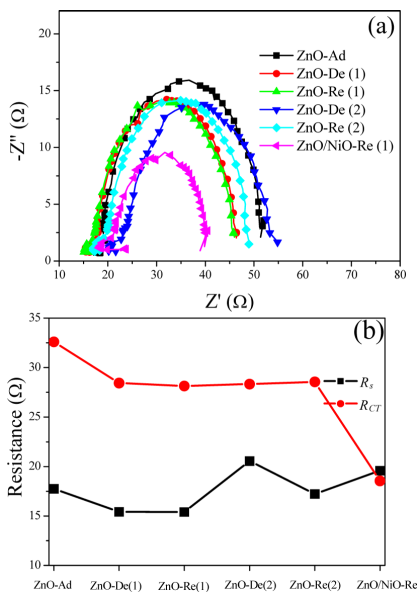 (a)
ZnO-Ad
ZnO-De (1)
ZnO-Re (1)
ZnO-De (2)
ZnO-Re (2)
ZnO/NiO-Re (1)
20
15
10
5
0
-Z'' (Ω)
10 20 30 40 50 60 70 80
Z' (Ω)
(b)
35
30
25
20
15
10
Resistance (Ω)
Rs
RCT
ZnO-Ad ZnO-De(1) ZnO-Re(1) ZnO-De(2) ZnO-Re(2) ZnO/NiO-Re